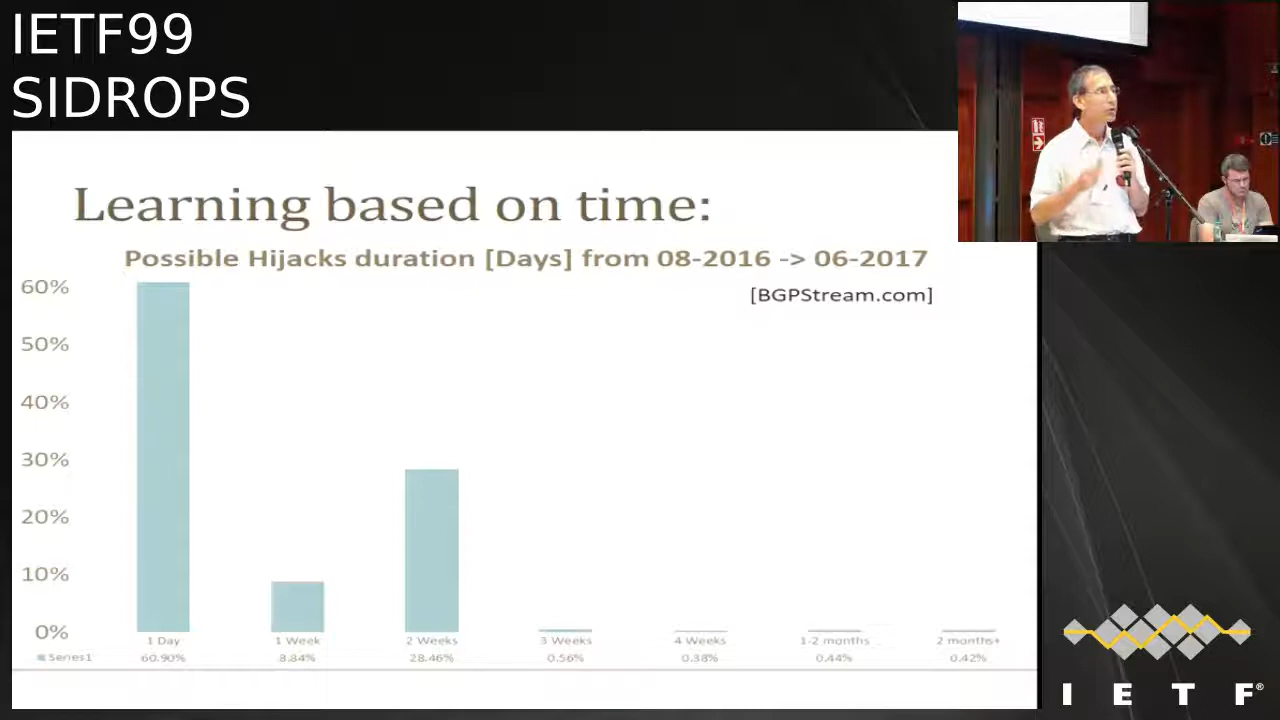 IETF99
SIDROPS
Learning based on time:
Possible Hijacks duration [Days] from 08-2016 -> 06-2017
[BGPStream.com]
60%
50%
40%
30%
20%
10%
0%
1 Day 1 Week 2 Weeks 3 Weeks 4 Weeks 1-2 months 2 months+
Series1 60.90% 8.84% 28.46% 0.56% 0.38% 0.44% 0.42%
I E T F®